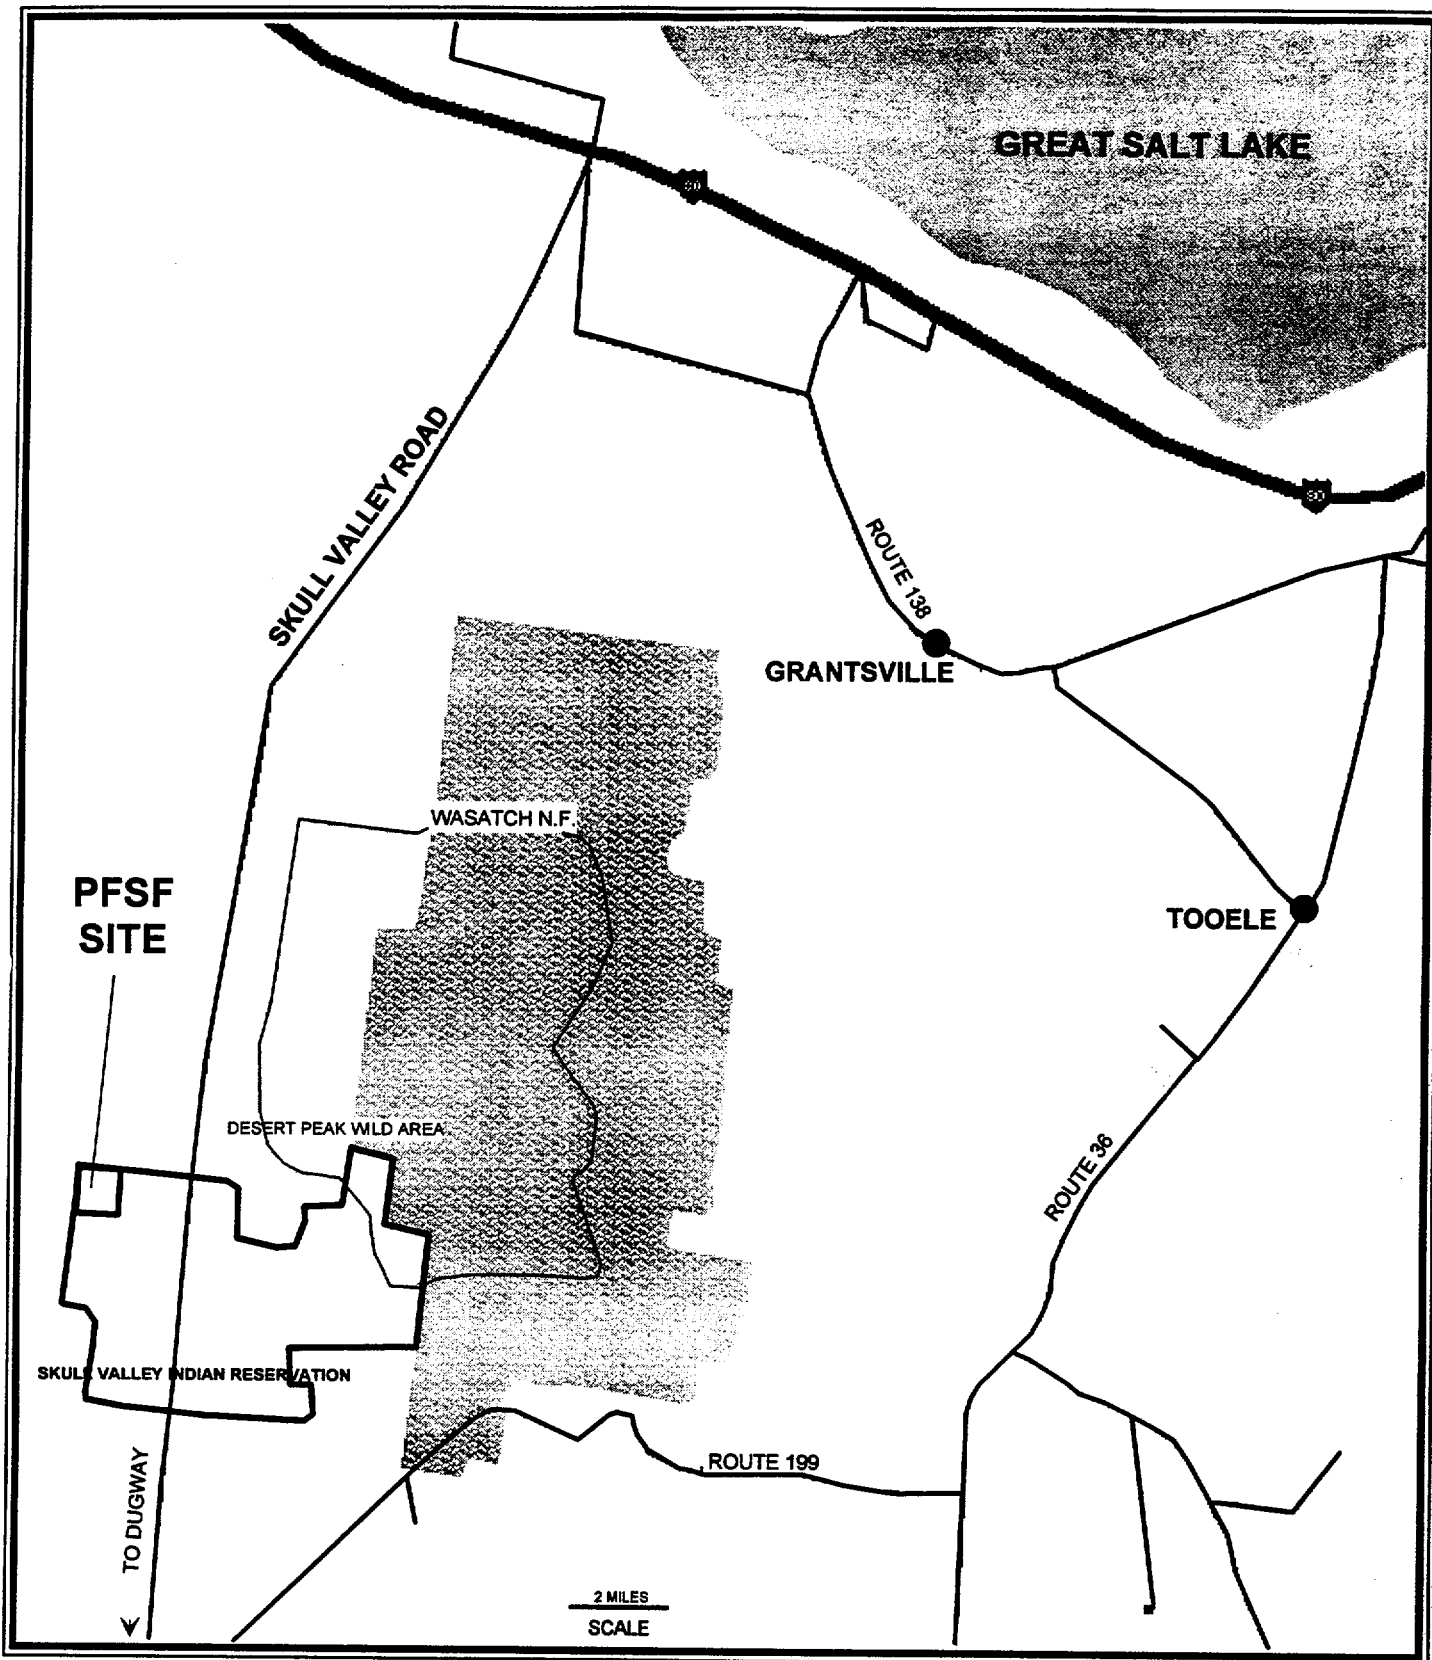 GREAT SALT LAKE
80
SKULL VALLEY ROAD
80
ROUTE 138
GRANTSVILLE
WASATCH N.F.
PFSF
SITE
TOOELE
DESERT PEAK WILD AREA
ROUTE 36
SKULL VALLEY INDIAN RESERVATION
ROUTE 199
TO DUGWAY
2 MILES
SCALE